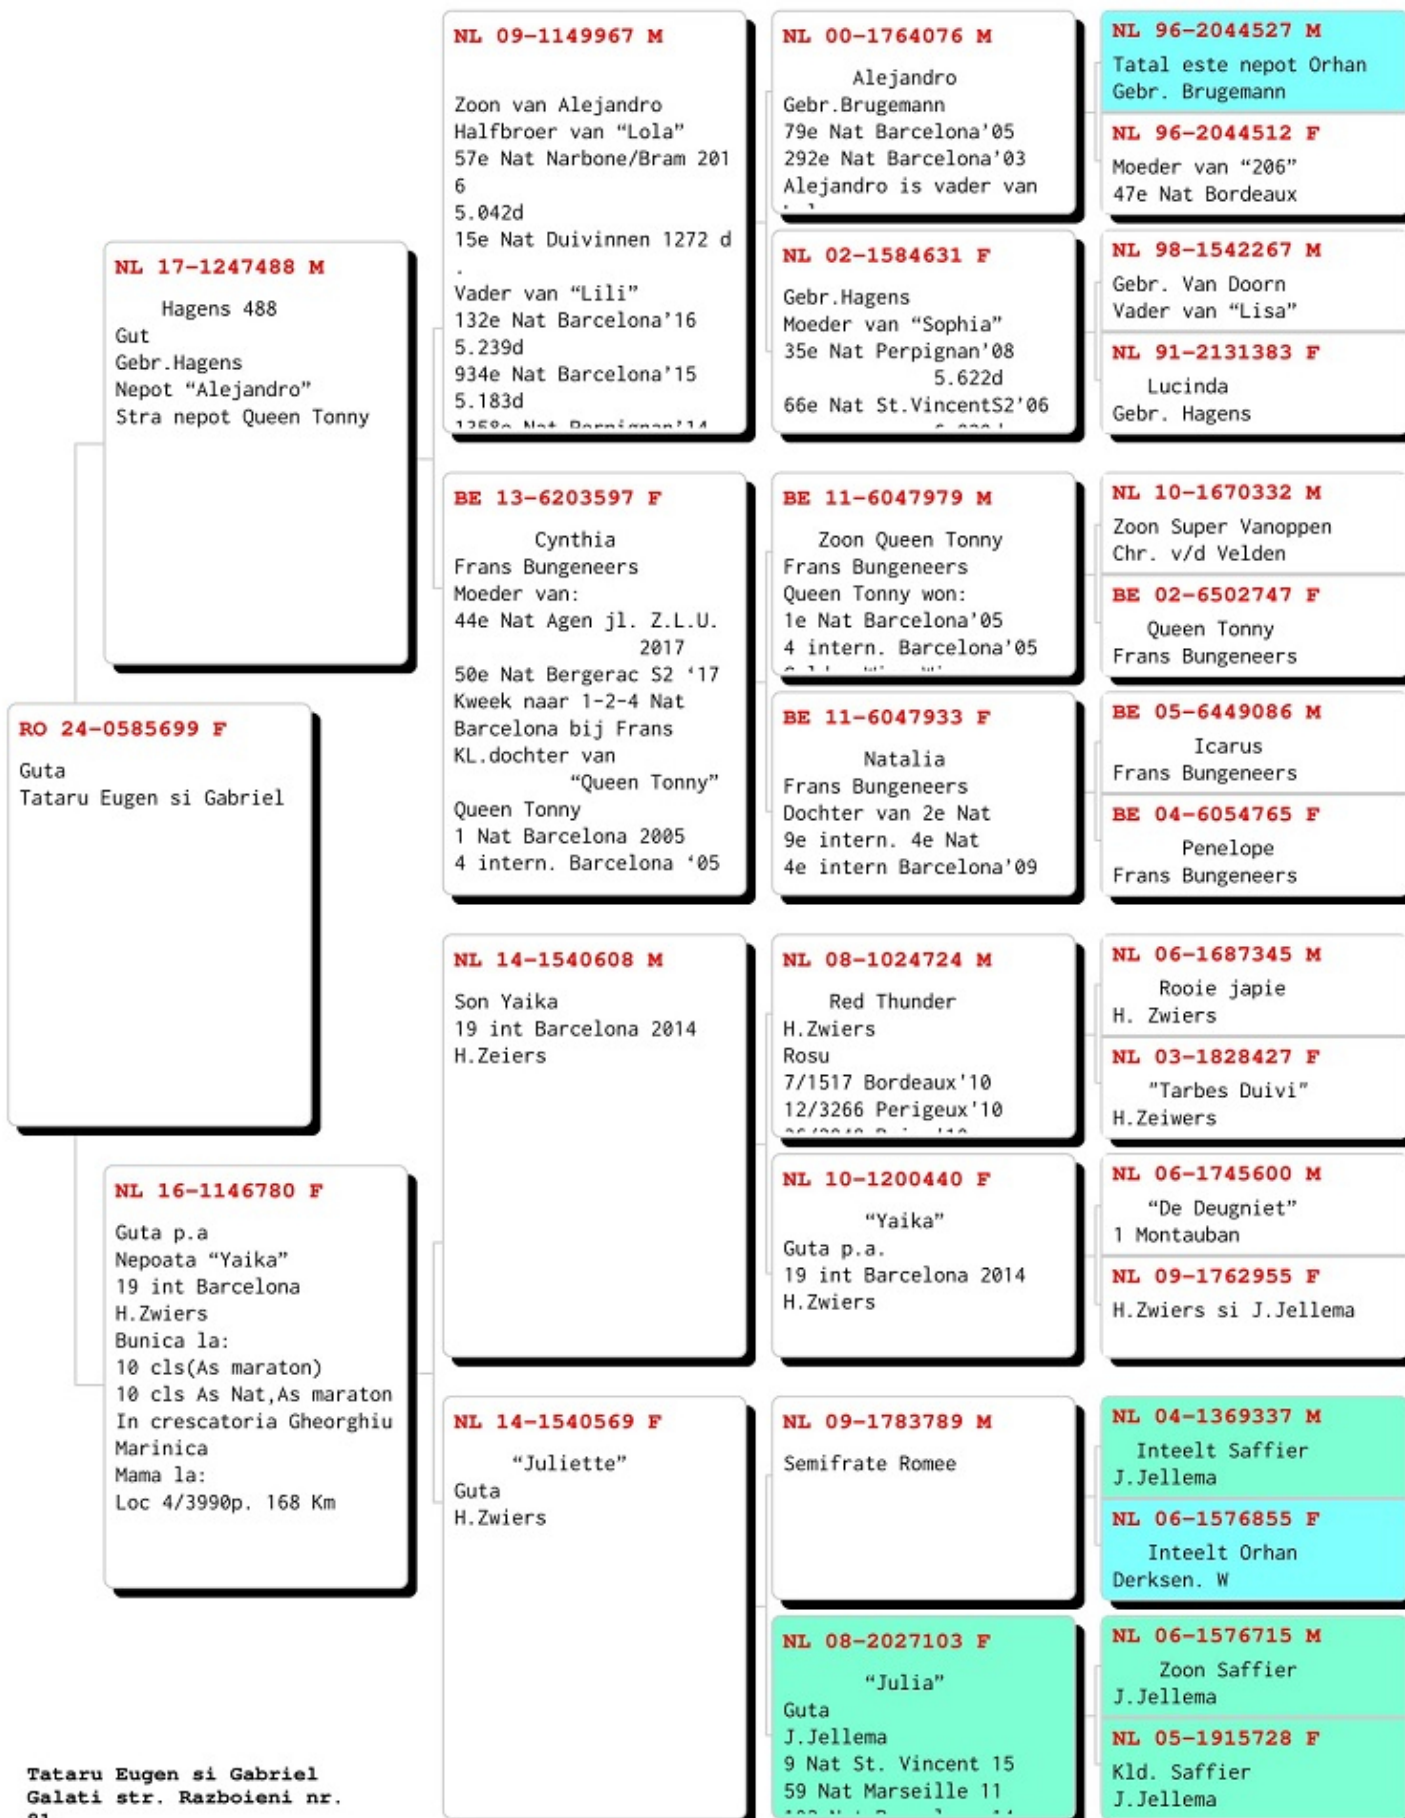 RO 24-0585699 F
Guta
Tataru Eugen si Gabriel
NL 17-1247488 M
Hagens 488
Gut
Gebr.Hagens
Nepot “Alejandro”
Stra nepot Queen Tonny
NL 16-1146780 F
Guta p.a
Nepoata “Yaika”
19 int Barcelona
H.Zwiers
Bunica la:
10 cls(As maraton)
10 cls As Nat,As maraton
In crescatoria Gheorghiu
Marinica
Mama la:
Loc 4/3990p. 168 Km
NL 09-1149967 M
Zoon van Alejandro
Halfbroer van “Lola”
57e Nat Narbone/Bram 201
6
5.042d
15e Nat Duivinnen 1272 d
.
Vader van “Lili”
132e Nat Barcelona’16
5.239d
934e Nat Barcelona’15
5.183d
1358e Nat Perpignan’14
BE 13-6203597 F
Cynthia
Frans Bungeneers
Moeder van:
44e Nat Agen jl. Z.L.U.
2017
50e Nat Bergerac S2 ‘17
Kweek naar 1-2-4 Nat
Barcelona bij Frans
KL.dochter van
“Queen Tonny”
Queen Tonny
1 Nat Barcelona 2005
4 intern. Barcelona ‘05
NL 14-1540608 M
Son Yaika
19 int Barcelona 2014
H.Zeiers
NL 14-1540569 F
“Juliette”
Guta
H.Zwiers
NL 00-1764076 M
Alejandro
Gebr.Brugemann
79e Nat Barcelona’05
292e Nat Barcelona’03
Alejandro is vader van
NL 02-1584631 F
Gebr.Hagens
Moeder van “Sophia”
35e Nat Perpignan’08
5.622d
66e Nat St.VincentS2’06
BE 11-6047979 M
Zoon Queen Tonny
Frans Bungeneers
Queen Tonny won:
1e Nat Barcelona’05
4 intern. Barcelona’05
BE 11-6047933 F
Natalia
Frans Bungeneers
Dochter van 2e Nat
9e intern. 4e Nat
4e intern Barcelona’09
NL 08-1024724 M
Red Thunder
H.Zwiers
Rosu
7/1517 Bordeaux'10
12/3266 Perigeux'10
NL 10-1200440 F
“Yaika”
Guta p.a.
19 int Barcelona 2014
H.Zwiers
NL 09-1783789 M
Semifrate Romee
NL 08-2027103 F
“Julia”
Guta
J.Jellema
9 Nat St. Vincent 15
59 Nat Marseille 11
NL 96-2044527 M
Tatal este nepot Orhan
Gebr. Brugemann
NL 96-2044512 F
Moeder van “206”
47e Nat Bordeaux
NL 98-1542267 M
Gebr. Van Doorn
Vader van “Lisa”
NL 91-2131383 F
Lucinda
Gebr. Hagens
NL 10-1670332 M
Zoon Super Vanoppen
Chr. v/d Velden
BE 02-6502747 F
Queen Tonny
Frans Bungeneers
BE 05-6449086 M
Icarus
Frans Bungeneers
BE 04-6054765 F
Penelope
Frans Bungeneers
NL 06-1687345 M
Rooie japie
H. Zwiers
NL 03-1828427 F
"Tarbes Duivi"
H.Zeiwers
NL 06-1745600 M
“De Deugniet”
1 Montauban
NL 09-1762955 F
H.Zwiers si J.Jellema
NL 04-1369337 M
Inteelt Saffier
J.Jellema
NL 06-1576855 F
Inteelt Orhan
Derksen. W
NL 06-1576715 M
Zoon Saffier
J.Jellema
NL 05-1915728 F
Kld. Saffier
J.Jellema
Tataru Eugen si Gabriel
Galati str. Razboieni nr.